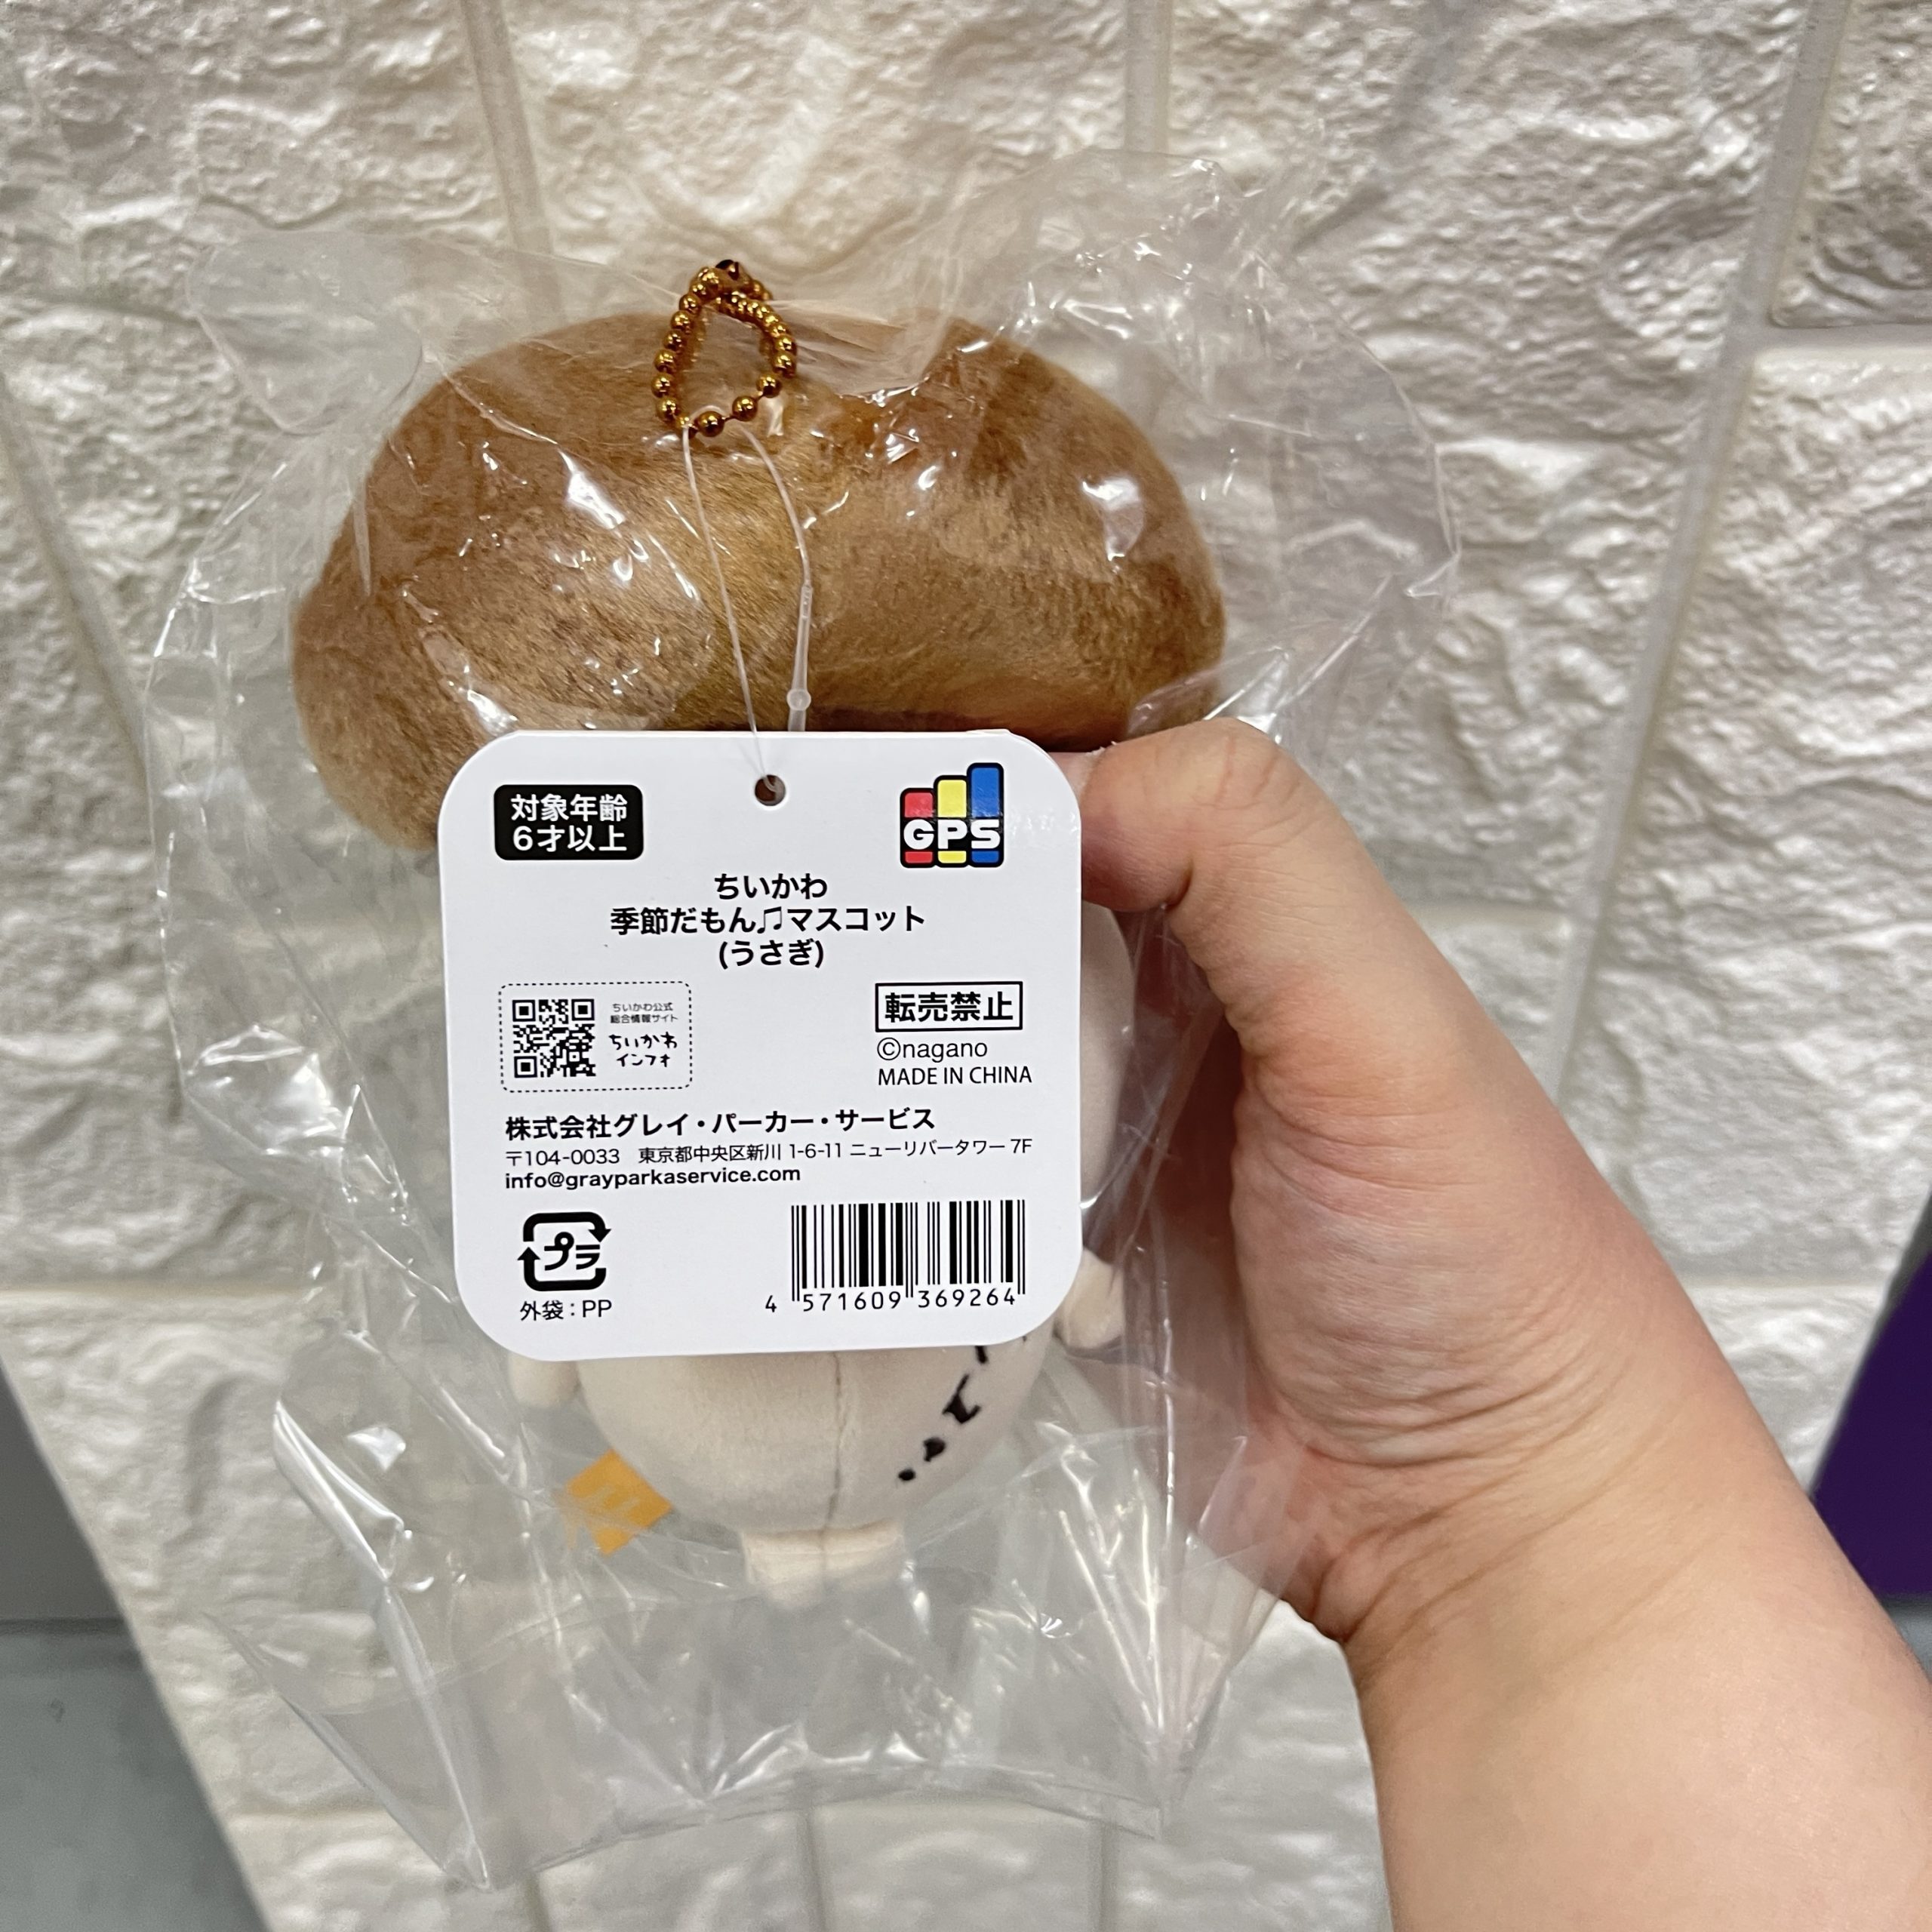 対象年齢
6才以上
GPS
ちいかわ
季節だもん♫マスコット
(うさぎ)
ちいかわ公式
総合情報サイト
ちいかわ
インフォ
転売禁止
©nagano
MADE IN CHINA
株式会社グレイ・パーカー・サービス
〒104-0033 東京都中央区新川 1-6-11 ニューリバータワー 7F
info@grayparkaservice.com
プラ
外袋:PP
4 571609 369264